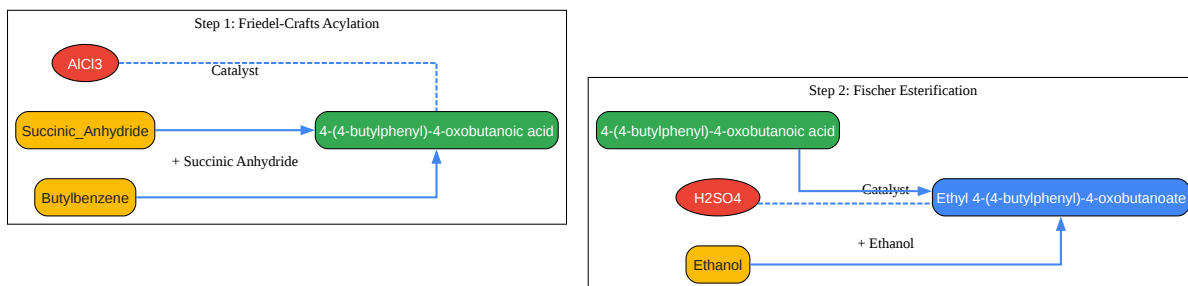 Step 1: Friedel-Crafts Acylation
AlCl3
Catalyst
Succinic_Anhydride
4-(4-butylphenyl)-4-oxobutanoic acid
+ Succinic Anhydride
Butylbenzene
Step 2: Fischer Esterification
4-(4-butylphenyl)-4-oxobutanoic acid
H2SO4
Catalyst
Ethyl 4-(4-butylphenyl)-4-oxobutanoate
+ Ethanol
Ethanol